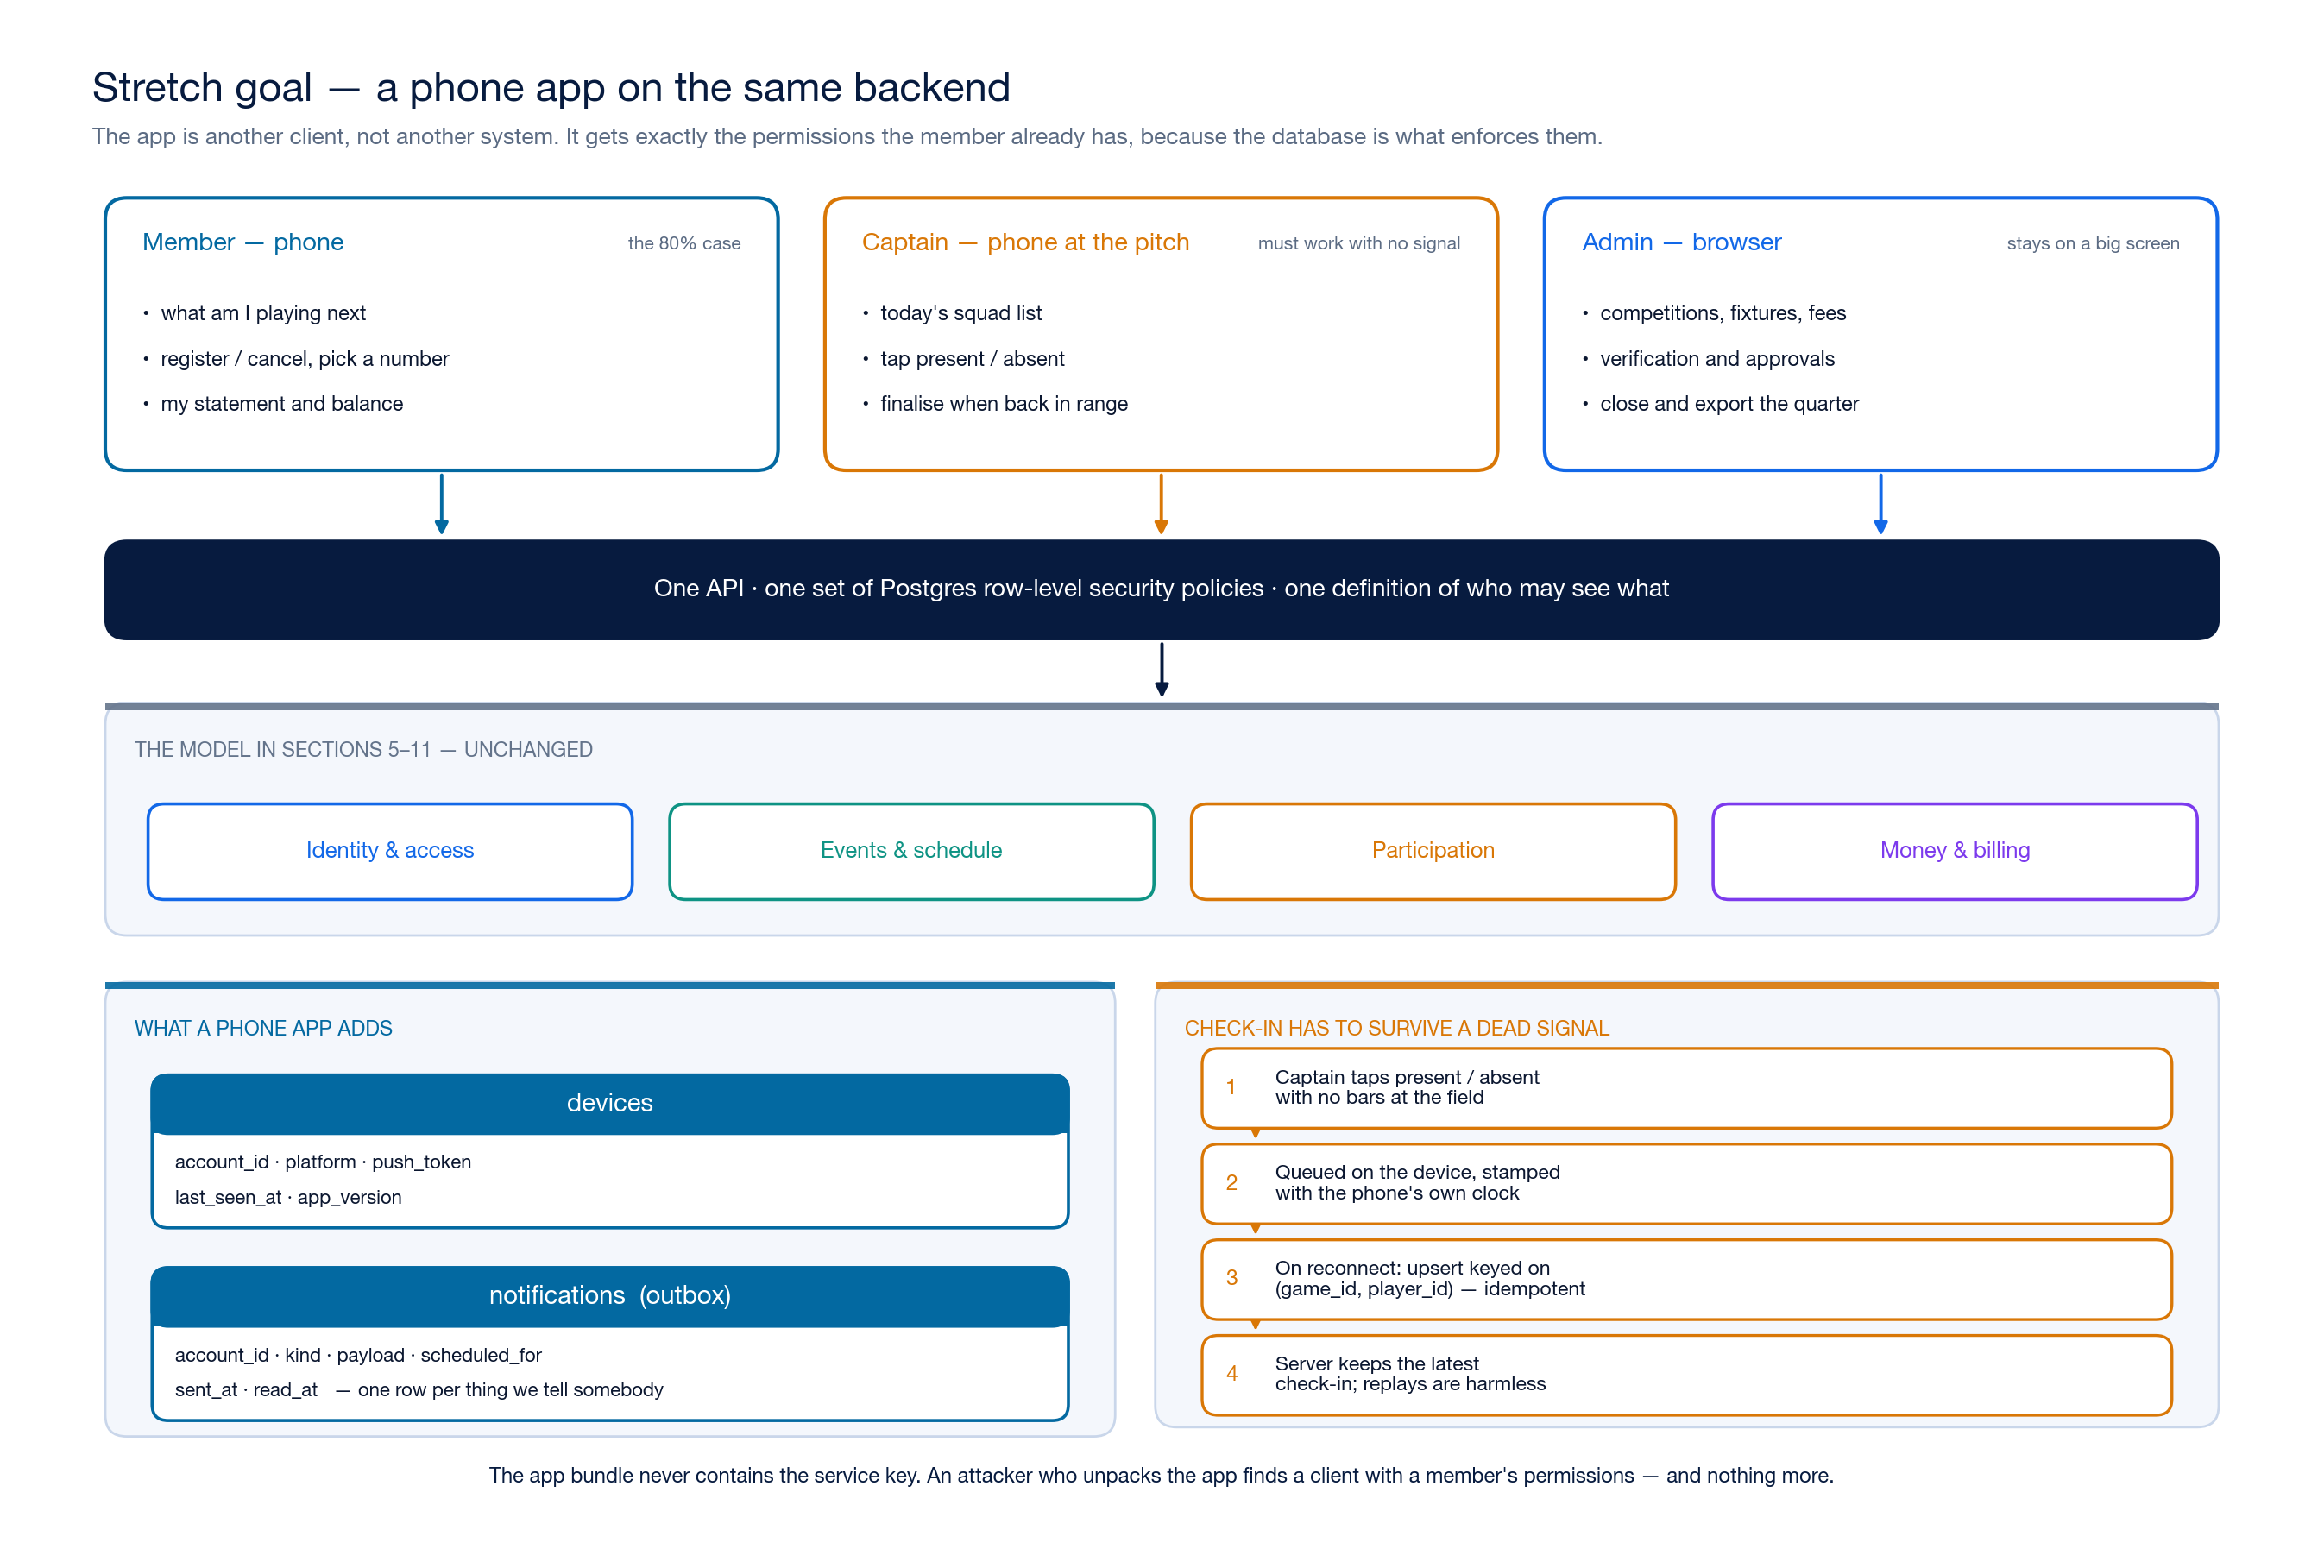 Stretch goal — a phone app on the same backend
The app is another client, not another system. It gets exactly the permissions the member already has, because the database is what enforces them.
Member — phone
the 80% case
• what am I playing next
• register / cancel, pick a number
• my statement and balance
Captain — phone at the pitch
must work with no signal
• today's squad list
• tap present / absent
• finalise when back in range
Admin — browser
stays on a big screen
• competitions, fixtures, fees
• verification and approvals
• close and export the quarter
One API · one set of Postgres row-level security policies · one definition of who may see what
THE MODEL IN SECTIONS 5–11 — UNCHANGED
Identity & access
Events & schedule
Participation
Money & billing
WHAT A PHONE APP ADDS
devices
account_id · platform · push_token
last_seen_at · app_version
notifications (outbox)
account_id · kind · payload · scheduled_for
sent_at · read_at — one row per thing we tell somebody
CHECK-IN HAS TO SURVIVE A DEAD SIGNAL
1
Captain taps present / absent
with no bars at the field
2
Queued on the device, stamped
with the phone's own clock
3
On reconnect: upsert keyed on
(game_id, player_id) — idempotent
4
Server keeps the latest
check-in; replays are harmless
The app bundle never contains the service key. An attacker who unpacks the app finds a client with a member's permissions — and nothing more.